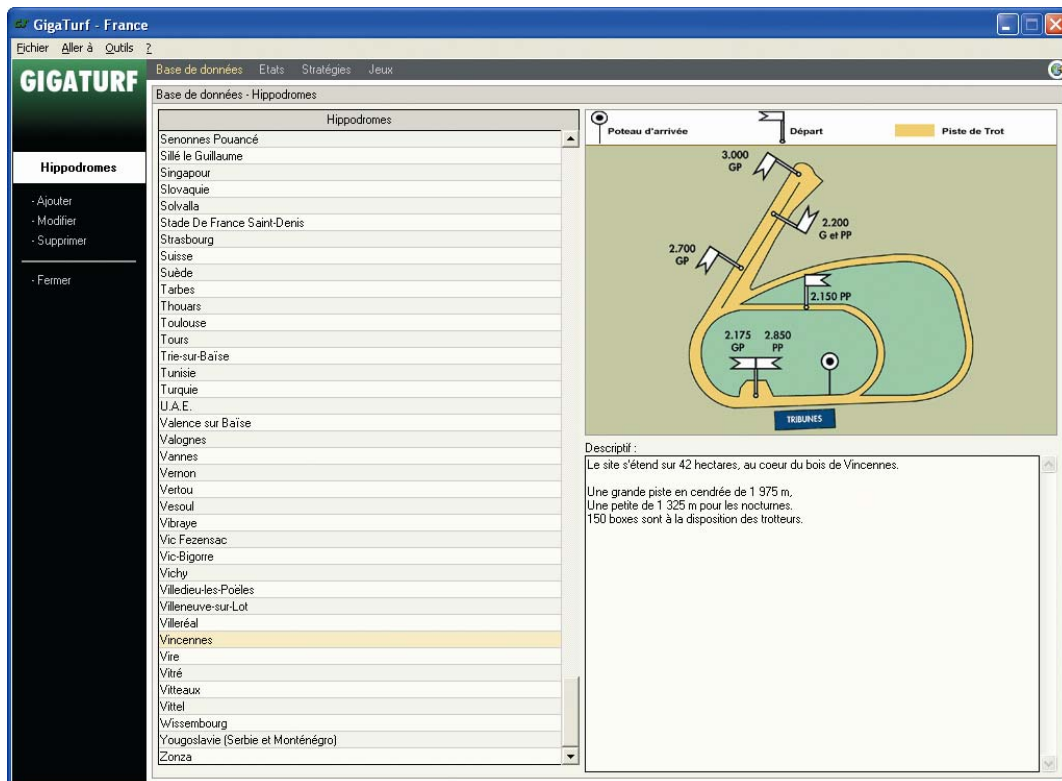 GigaTurf - France
Fichier Aller à Outils ?
GIGATURF
Base de données Etats Stratégies Jeux
Base de données - Hippodromes
Hippodromes
- Ajouter
- Modifier
- Supprimer
- Fermer
Hippodromes
Senonnes Pouancé
Sillé le Guillaume
Singapour
Slovaquie
Solvalla
Stade De France Saint-Denis
Strasbourg
Suisse
Suède
Tarbes
Thouars
Toulouse
Tours
Trie-sur-Baïse
Tunisie
Turquie
U.A.E.
Valence sur Baïse
Valognes
Vannes
Vernon
Vertou
Vesoul
Vibraye
Vic Fezensac
Vic-Bigorre
Vichy
Villedieu-les-Poëles
Villeneuve-sur-Lot
Villeréal
Vincennes
Vire
Vitré
Vitteaux
Vittel
Wissembourg
Yougoslavie (Serbie et Monténégro)
Zonza
Poteau d'arrivée Départ Piste de Trot
3.000
GP
2.200
G et PP
2.700
GP
2.150 PP
2.175 2.850
GP PP
TRIBUNES
Descriptif :
Le site s'étend sur 42 hectares, au coeur du bois de Vincennes.
Une grande piste en cendrée de 1 975 m,
Une petite de 1 325 m pour les nocturnes.
150 boxes sont à la disposition des trotteurs.